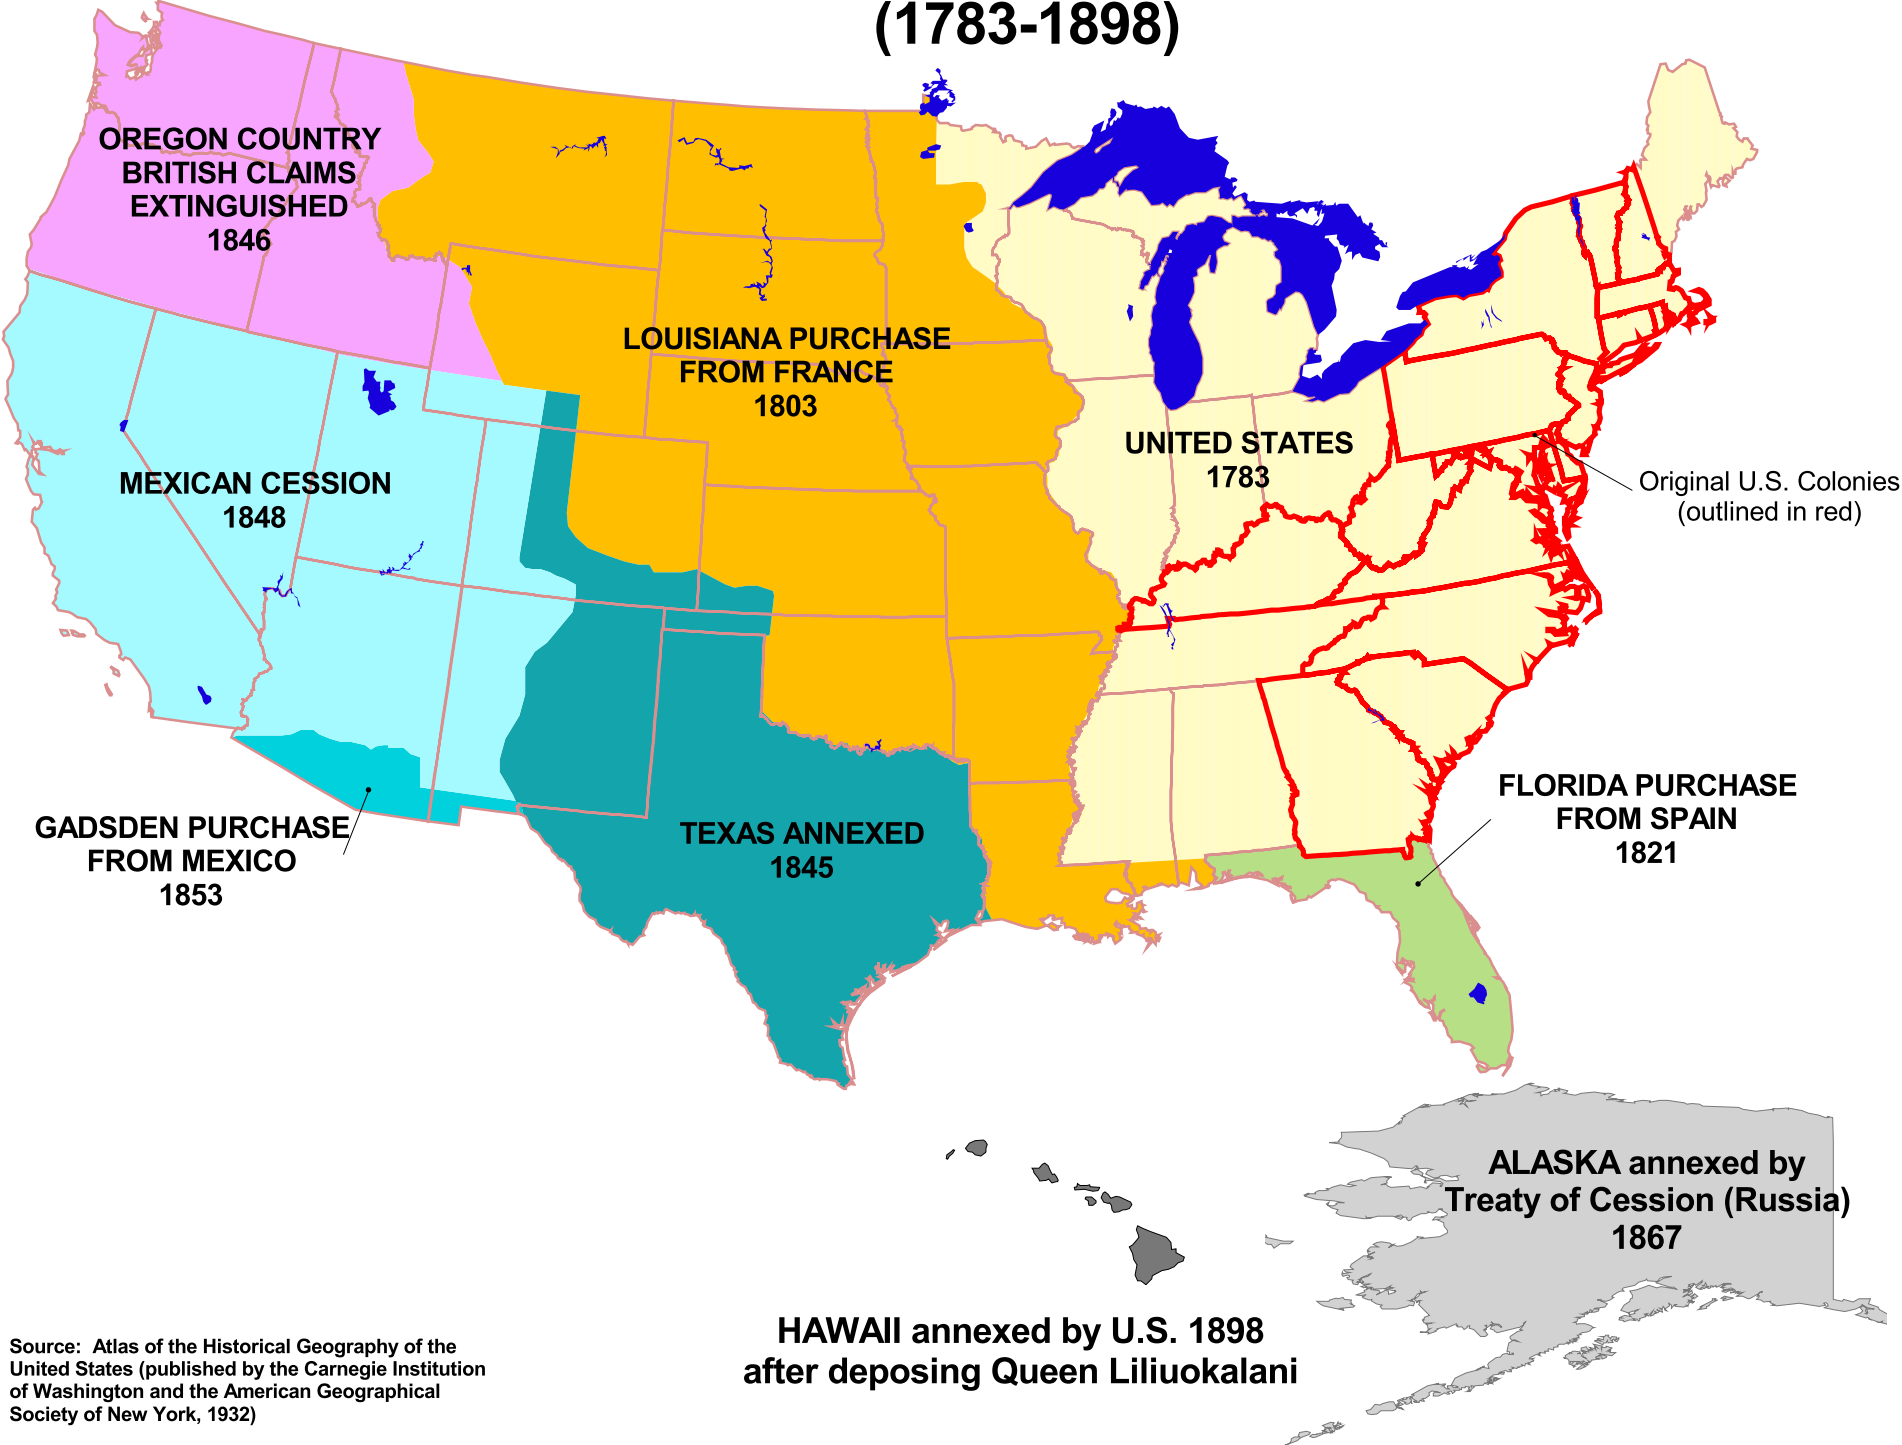 (1783-1898)
OREGON COUNTRY
BRITISH CLAIMS
EXTINGUISHED
1846
LOUISIANA PURCHASE
FROM FRANCE
1803
UNITED STATES
1783
MEXICAN CESSION
1848
Original U.S. Colonies
(outlined in red)
GADSDEN PURCHASE
FROM MEXICO
1853
TEXAS ANNEXED
1845
FLORIDA PURCHASE
FROM SPAIN
1821
ALASKA annexed by
Treaty of Cession (Russia)
1867
HAWAII annexed by U.S. 1898
after deposing Queen Liliuokalani
Source:  Atlas of the Historical Geography of the
United States (published by the Carnegie Institution
of Washington and the American Geographical
Society of New York, 1932)